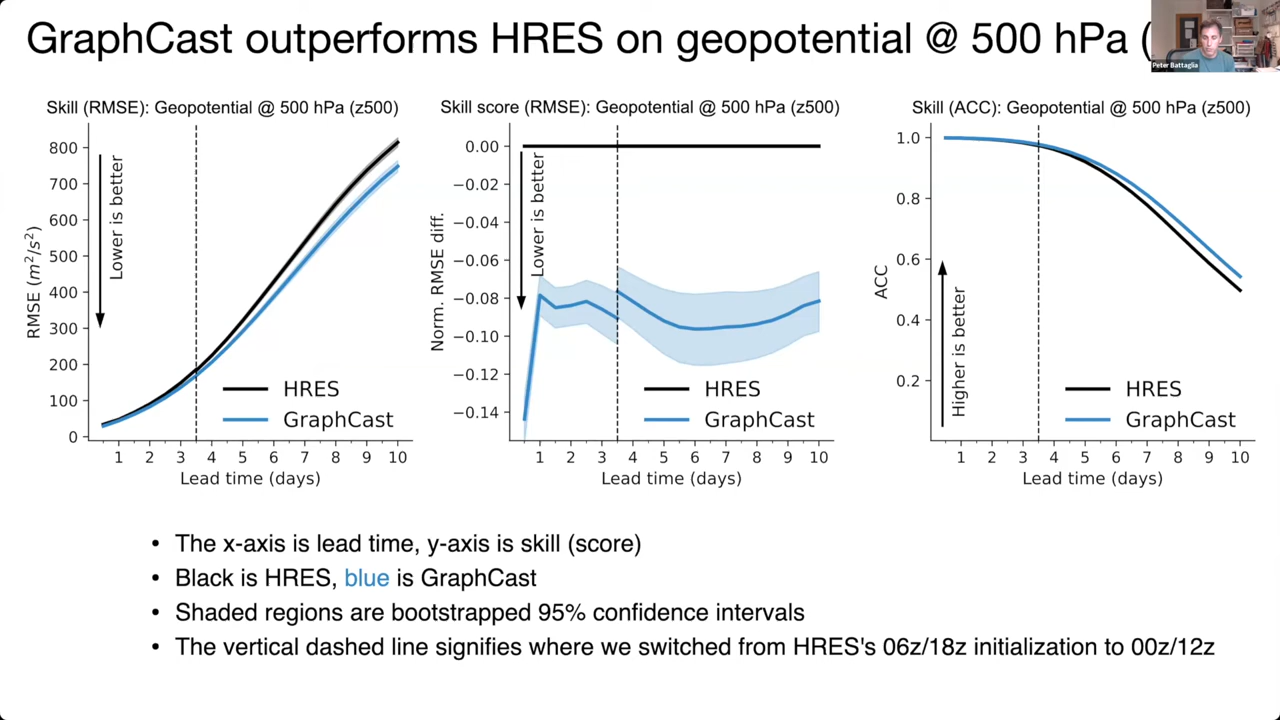 GraphCast outperforms HRES on geopotential @ 500 hPa (
Peter Battaglia
Skill (RMSE): Geopotential @ 500 hPa (z500)
800
700
600
500
400
300
200
100
0
RMSE (m²/s²)
Lower is better
HRES
GraphCast
1 2 3 4 5 6 7 8 9 10
Lead time (days)
Skill score (RMSE): Geopotential @ 500 hPa (z500)
0.00
−0.02
−0.04
−0.06
−0.08
−0.10
−0.12
−0.14
Norm. RMSE diff.
Lower is better
HRES
GraphCast
1 2 3 4 5 6 7 8 9 10
Lead time (days)
Skill (ACC): Geopotential @ 500 hPa (z500)
1.0
0.8
0.6
0.4
0.2
ACC
Higher is better
HRES
GraphCast
1 2 3 4 5 6 7 8 9 10
Lead time (days)
• The x-axis is lead time, y-axis is skill (score)
• Black is HRES, blue is GraphCast
• Shaded regions are bootstrapped 95% confidence intervals
• The vertical dashed line signifies where we switched from HRES's 06z/18z initialization to 00z/12z